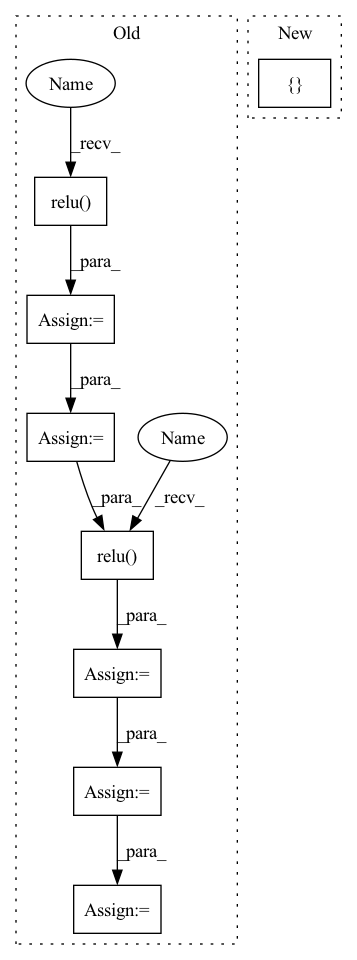 Old
New
Name
{}
_recv_
relu()
_para_
Assign:=
_para_
Assign:=
Name
_para_
_recv_
relu()
_para_
Assign:=
_para_
Assign:=
_para_
Assign:=